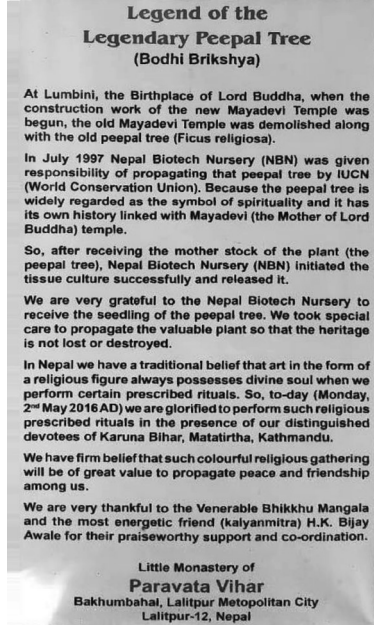 Legend of the
Legendary Peepal Tree
(Bodhi Brikshya)
At Lumbini, the Birthplace of Lord Buddha, when the
construction work of the new Mayadevi Temple was
begun, the old Mayadevi Temple was demolished along
with the old peepal tree (Ficus religiosa).
In July 1997 Nepal Biotech Nursery (NBN) was given
responsibility of propagating that peepal tree by IUCN
(World Conservation Union). Because the peepal tree is
widely regarded as the symbol of spirituality and it has
its own history linked with Mayadevi (the Mother of Lord
Buddha) temple.
So, after receiving the mother stock of the plant (the
peepal tree), Nepal Biotech Nursery (NBN) initiated the
tissue culture successfully and released it.
We are very grateful to the Nepal Biotech Nursery to
receive the seedling of the peepal tree. We took special
care to propagate the valuable plant so that the heritage
is not lost or destroyed.
In Nepal we have a traditional belief that art in the form of
a religious figure always possesses divine soul when we
perform certain prescribed rituals. So, to-day (Monday,
2nd May 2016 AD) we are glorified to perform such religious
prescribed rituals in the presence of our distinguished
devotees of Karuna Bihar, Matatirtha, Kathmandu.
We have firm belief that such colourful religious gathering
will be of great value to propagate peace and friendship
among us.
We are very thankful to the Venerable Bhikkhu Mangala
and the most energetic friend (kalyanmitra) H.K. Bijay
Awale for their praiseworthy support and co-ordination.
Little Monastery of
Paravata Vihar
Bakhumbahal, Lalitpur Metopolitan City
Lalitpur-12, Nepal